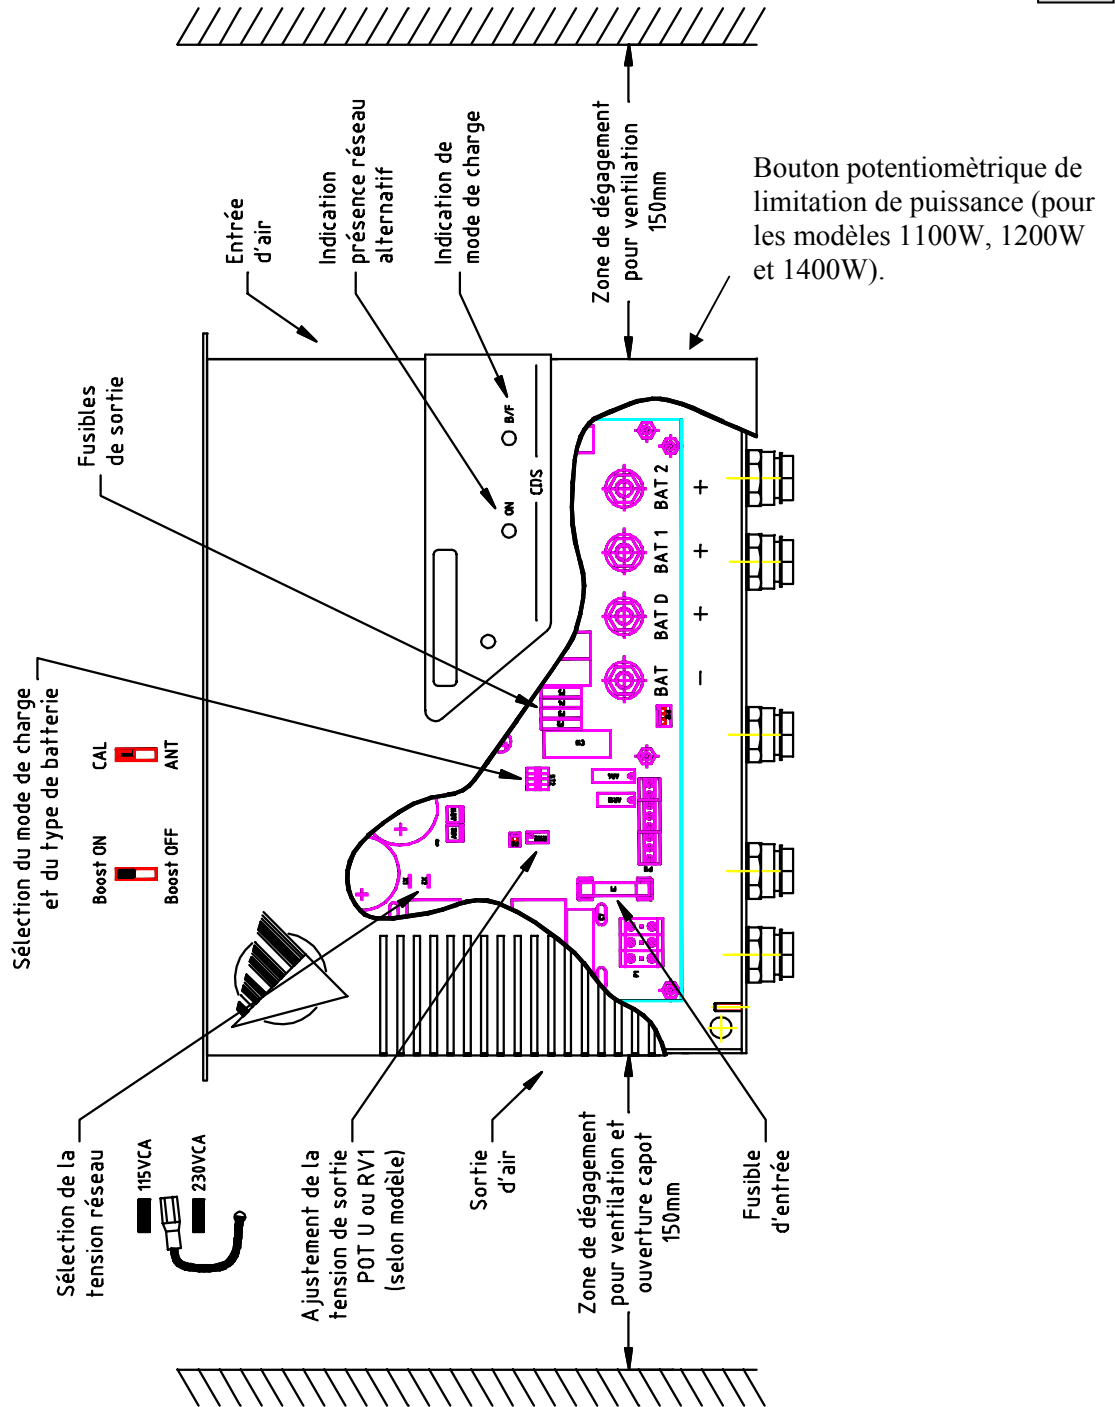 Bouton potentiomètrique de
limitation de puissance (pour
les modèles 1100W, 1200W
et 1400W).
Zone de dégagement
pour ventilation
150mm
Indication de
mode de charge
Indication
présence réseau
alternatif
Entrée
d'air
Fusibles
de sortie
Sélection du mode de charge
et du type de batterie
CAL
ANT
Boost ON
Boost OFF
B/F
ON
CDS
BAT 2
+
BAT 1
+
BAT D
+
BAT
-
Sélection de la
tension réseau
115VCA
230VCA
Ajustement de la
tension de sortie
POT U ou RV1
(selon modèle)
Sortie
d'air
Zone de dégagement
pour ventilation et
ouverture capot
150mm
Fusible
d'entrée